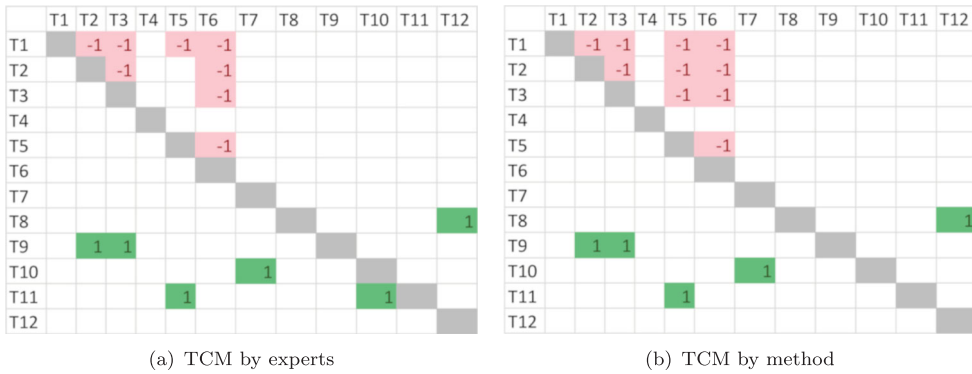 T1 T2 T3 T4 T5 T6 T7 T8 T9 T10 T11 T12
T1 -1 -1 -1 -1
T2 -1 -1
T3 -1
T4
T5 -1
T6
T7
T8 1
T9 1 1
T10 1
T11 1 1
T12
(a) TCM by experts
T1 T2 T3 T4 T5 T6 T7 T8 T9 T10 T11 T12
T1 -1 -1 -1 -1
T2 -1 -1 -1
T3 -1 -1
T4
T5 -1
T6
T7
T8 1
T9 1 1
T10 1
T11 1
T12
(b) TCM by method